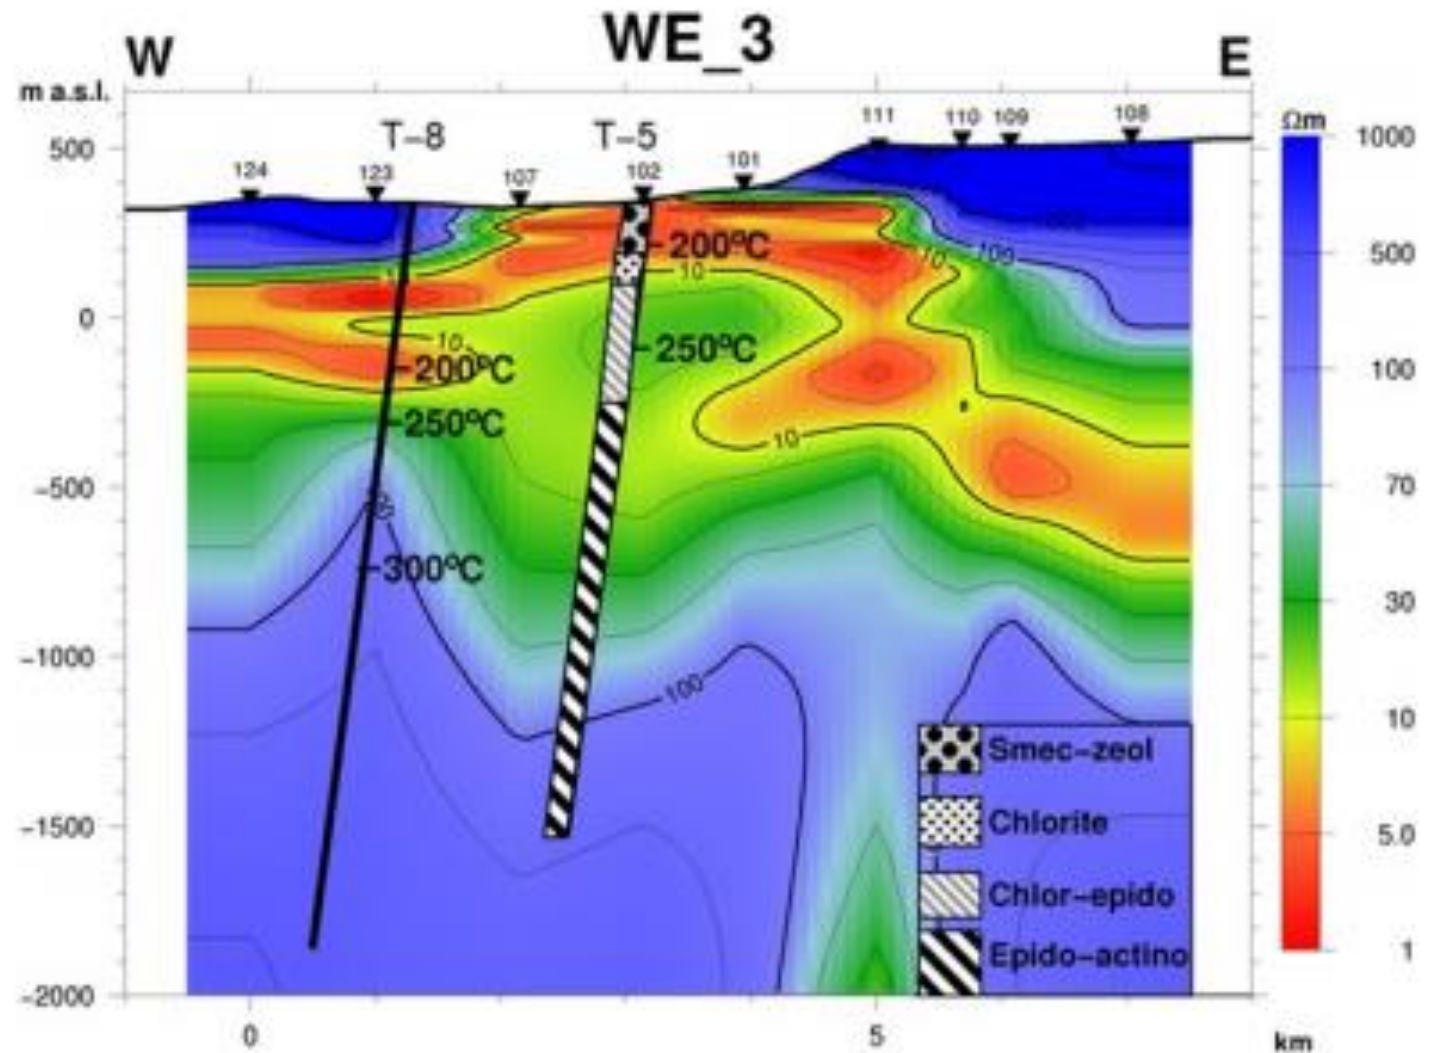 WE_3
W
E
m a.s.l.
Ωm
T-8
T-5
124
123
107
102
101
111
110
109
108
500
0
-500
-1000
-1500
-2000
200ºC
250ºC
200ºC
250ºC
300ºC
10
10
10
100
10
100
1000
500
100
70
30
10
5.0
1
Smec-zeol
Chlorite
Chlor-epido
Epido-actino
0
5
km